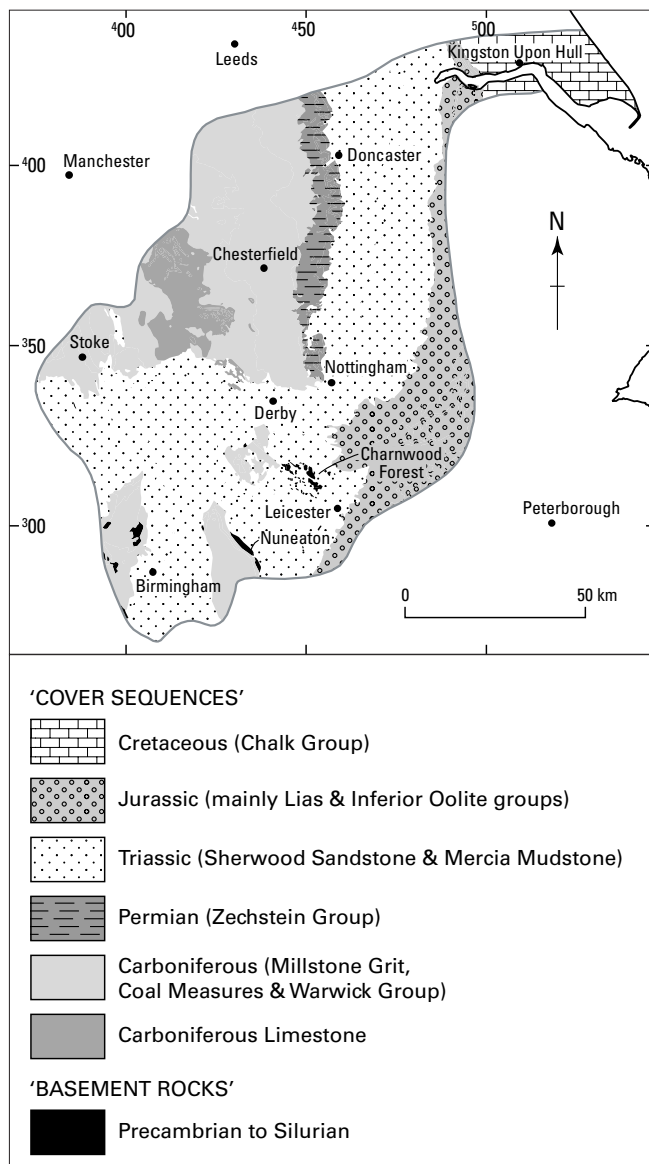 400
450
500
Leeds
Kingston Upon Hull
400
Manchester
Doncaster
N
Chesterfield
350
Stoke
Nottingham
Derby
Charnwood
Forest
300
Leicester
Peterborough
Nuneaton
Birmingham
0
50 km
400
450
500
‘COVER SEQUENCES’
Cretaceous (Chalk Group)
Jurassic (mainly Lias & Inferior Oolite groups)
Triassic (Sherwood Sandstone & Mercia Mudstone)
Permian (Zechstein Group)
Carboniferous (Millstone Grit,
Coal Measures & Warwick Group)
Carboniferous Limestone
‘BASEMENT ROCKS’
Precambrian to Silurian